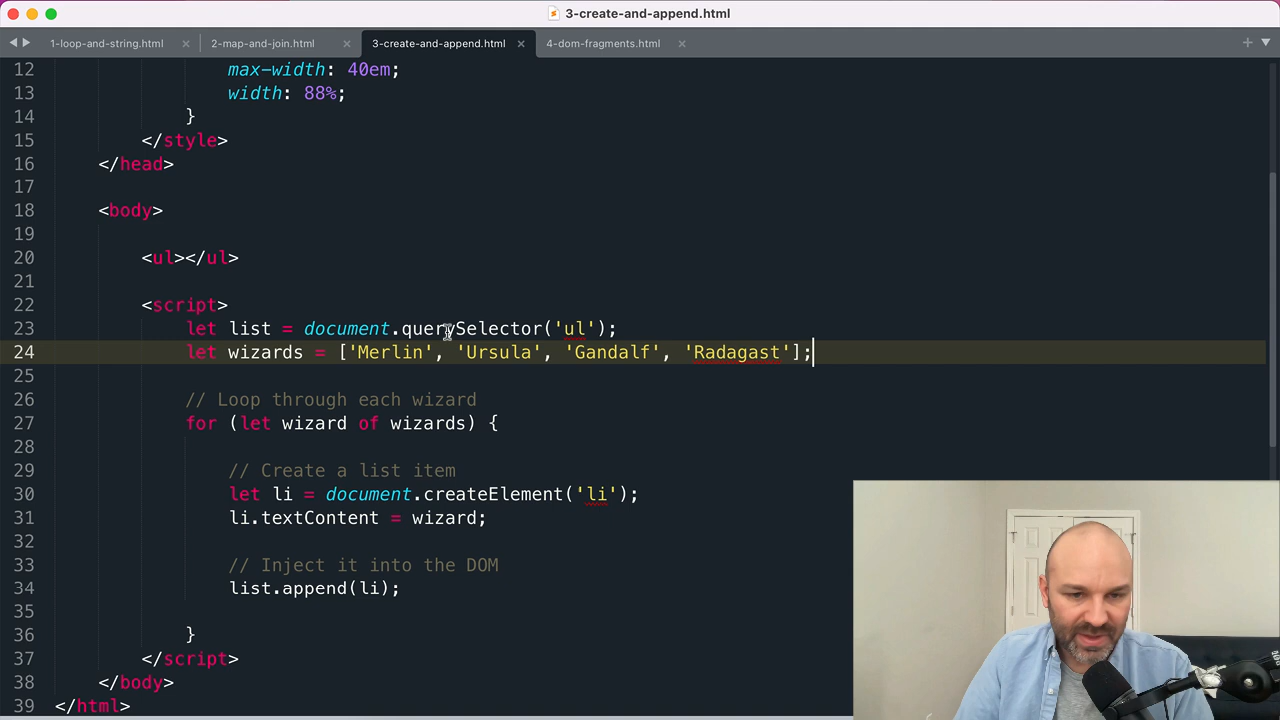 3-create-and-append.html
1-loop-and-string.html × 2-map-and-join.html × 3-create-and-append.html × 4-dom-fragments.html × +
12 max-width: 40em;
13 width: 88%;
14 }
15 </style>
16 </head>
17
18 <body>
19
20 <ul></ul>
21
22 <script>
23 let list = document.querySelector('ul');
24 let wizards = ['Merlin', 'Ursula', 'Gandalf', 'Radagast'];
25
26 // Loop through each wizard
27 for (let wizard of wizards) {
28
29 // Create a list item
30 let li = document.createElement('li');
31 li.textContent = wizard;
32
33 // Inject it into the DOM
34 list.append(li);
35
36 }
37 </script>
38 </body>
39 </html>